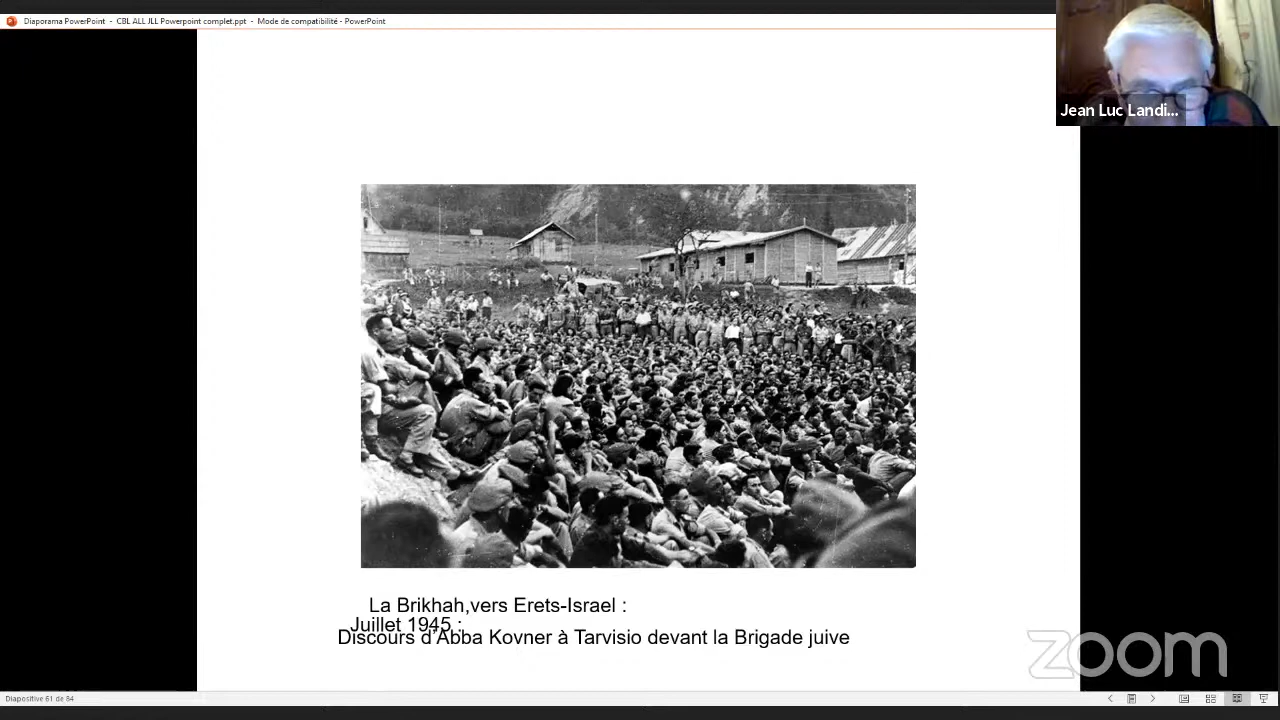 Diaporama PowerPoint - CBL ALL JLL Powerpoint complet.ppt - Mode de compatibilité - PowerPoint
Jean Luc Landi...
La Brikhah,vers Erets-Israel :
Juillet 1945 :
Discours d'Abba Kovner à Tarvisio devant la Brigade juive
zoom
Diapositive 61 de 84